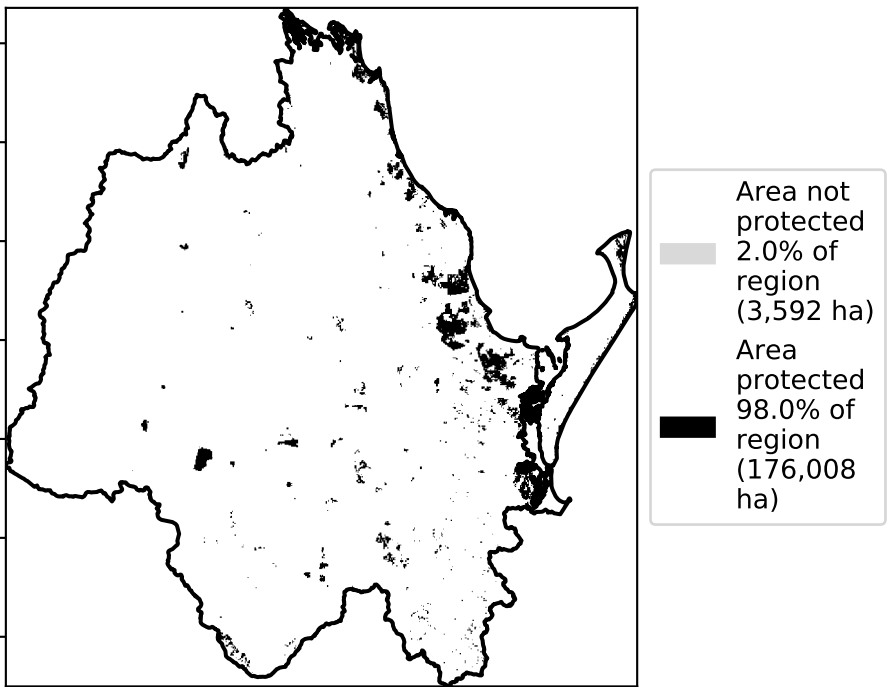 Area not
protected
2.0% of
region
(3,592 ha)
Area
protected
98.0% of
region
(176,008
ha)